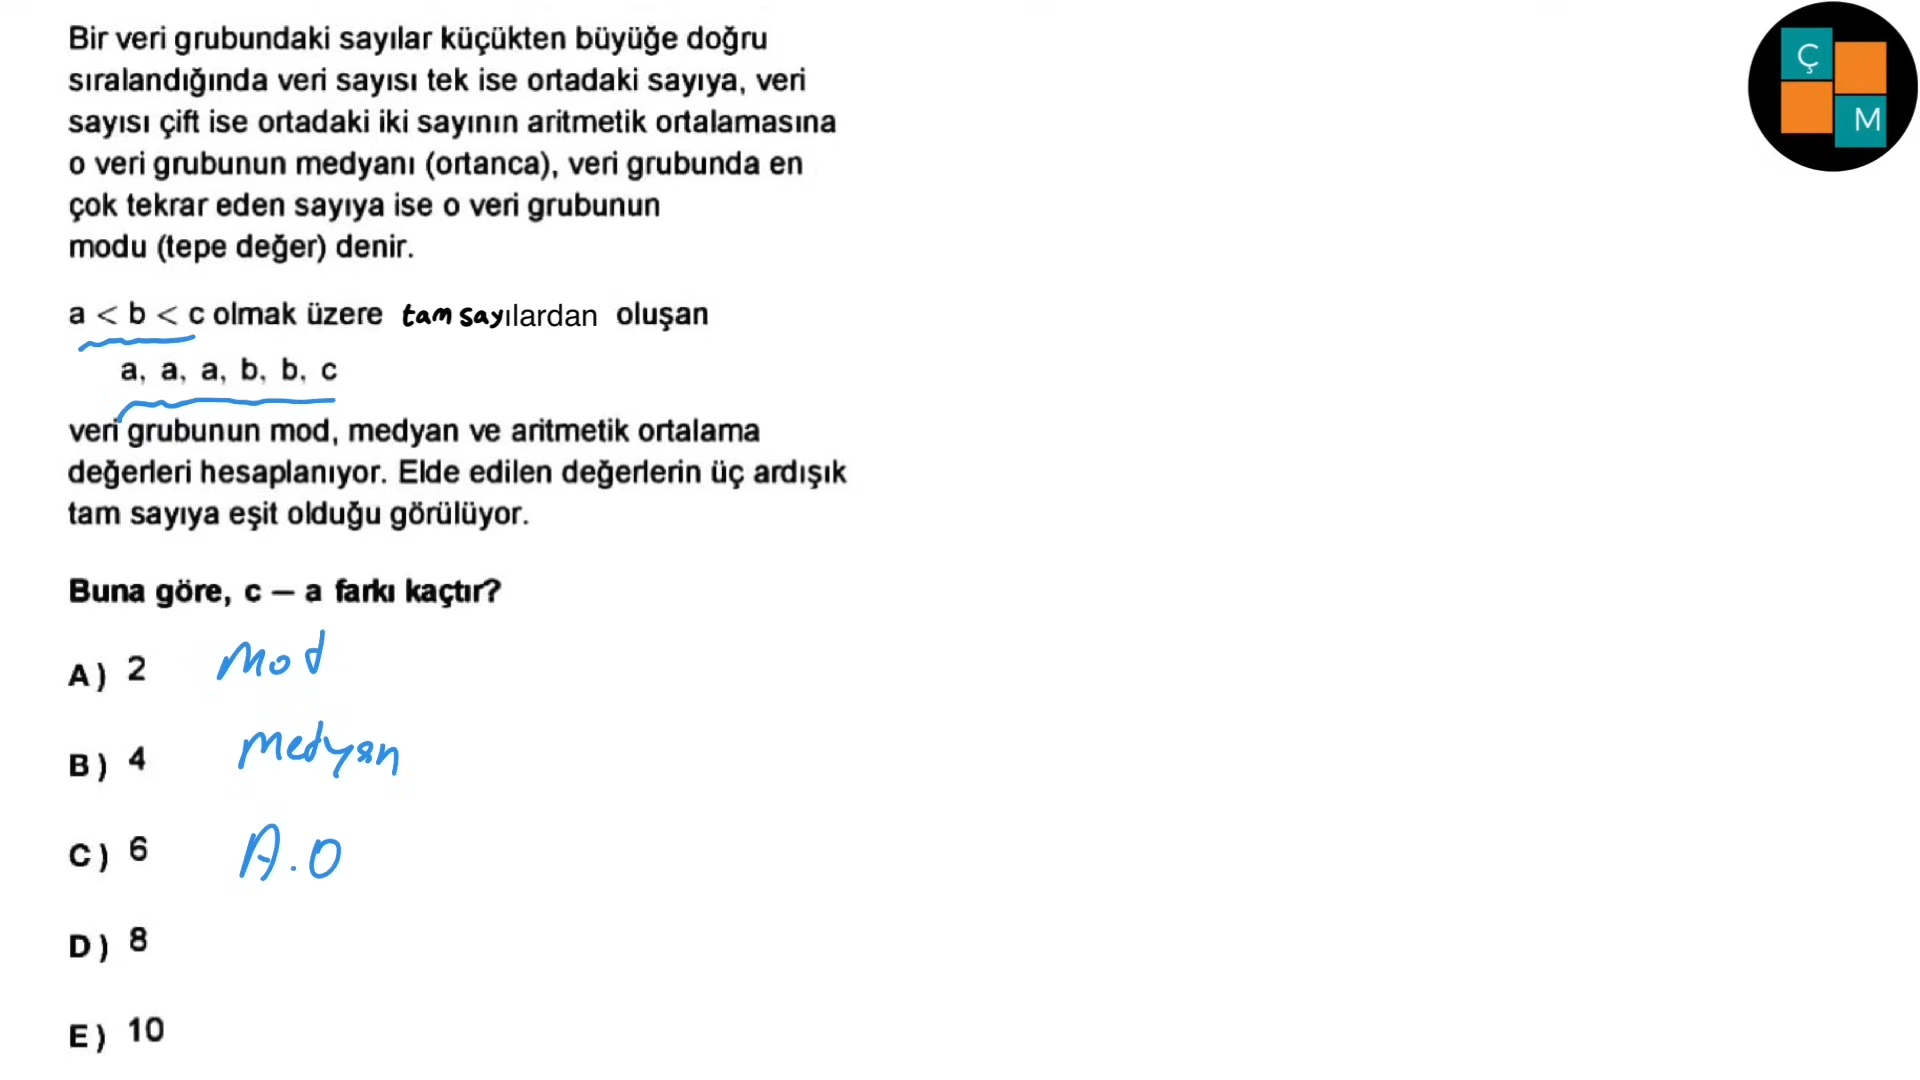 Bir veri grubundaki sayılar küçükten büyüğe doğru
sıralandığında veri sayısı tek ise ortadaki sayıya, veri
sayısı çift ise ortadaki iki sayının aritmetik ortalamasına
o veri grubunun medyanı (ortanca), veri grubunda en
çok tekrar eden sayıya ise o veri grubunun
modu (tepe değer) denir.
a < b < c olmak üzere tam sayılardan oluşan
a, a, a, b, b, c
veri grubunun mod, medyan ve aritmetik ortalama
değerleri hesaplanıyor. Elde edilen değerlerin üç ardışık
tam sayıya eşit olduğu görülüyor.
Buna göre, c – a farkı kaçtır?
A) 2 Mod
B) 4 Medyan
C) 6 A.O
D) 8
E) 10
Ç
M